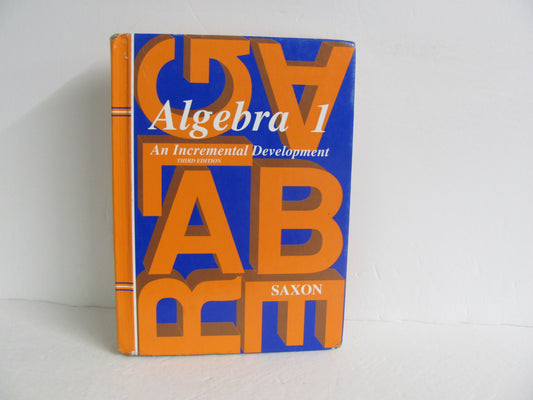 Algebra 1
An Incremental Development
THIRD EDITION
G A
L
A B
R E
SAXON